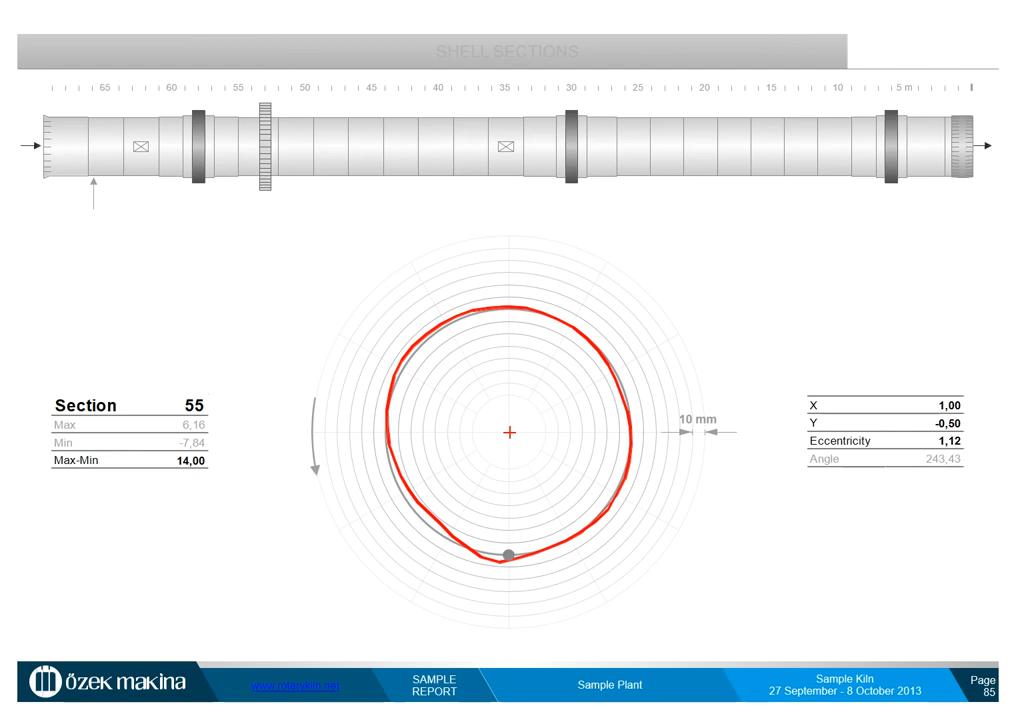 SHELL SECTIONS
65 60 55 50 45 40 35 30 25 20 15 10 5 m
10 mm
Section 55
Max 6,16
Min -7,84
Max-Min 14,00
X 1,00
Y -0,50
Eccentricity 1,12
Angle 243,43
özek makina
www.rotarykiln.net
SAMPLE
REPORT
Sample Plant
Sample Kiln
27 September - 8 October 2013
Page
85